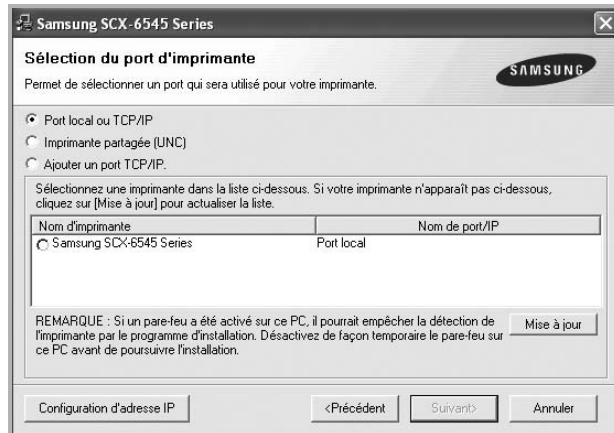 Samsung SCX-6545 Series
Sélection du port d'imprimante
Permet de sélectionner un port qui sera utilisé pour votre imprimante.
SAMSUNG
Port local ou TCP/IP
Imprimante partagée (UNC)
Ajouter un port TCP/IP.
Sélectionnez une imprimante dans la liste ci-dessous. Si votre imprimante n'apparaît pas ci-dessous,
cliquez sur [Mise à jour] pour actualiser la liste.
Nom d'imprimante Nom de port/IP
Samsung SCX-6545 Series Port local
REMARQUE : Si un pare-feu a été activé sur ce PC, il pourrait empêcher la détection de
l'imprimante par le programme d'installation. Désactivez de façon temporaire le pare-feu sur
ce PC avant de poursuivre l'installation.
Mise à jour
Configuration d'adresse IP <Précédent Suivant> Annuler